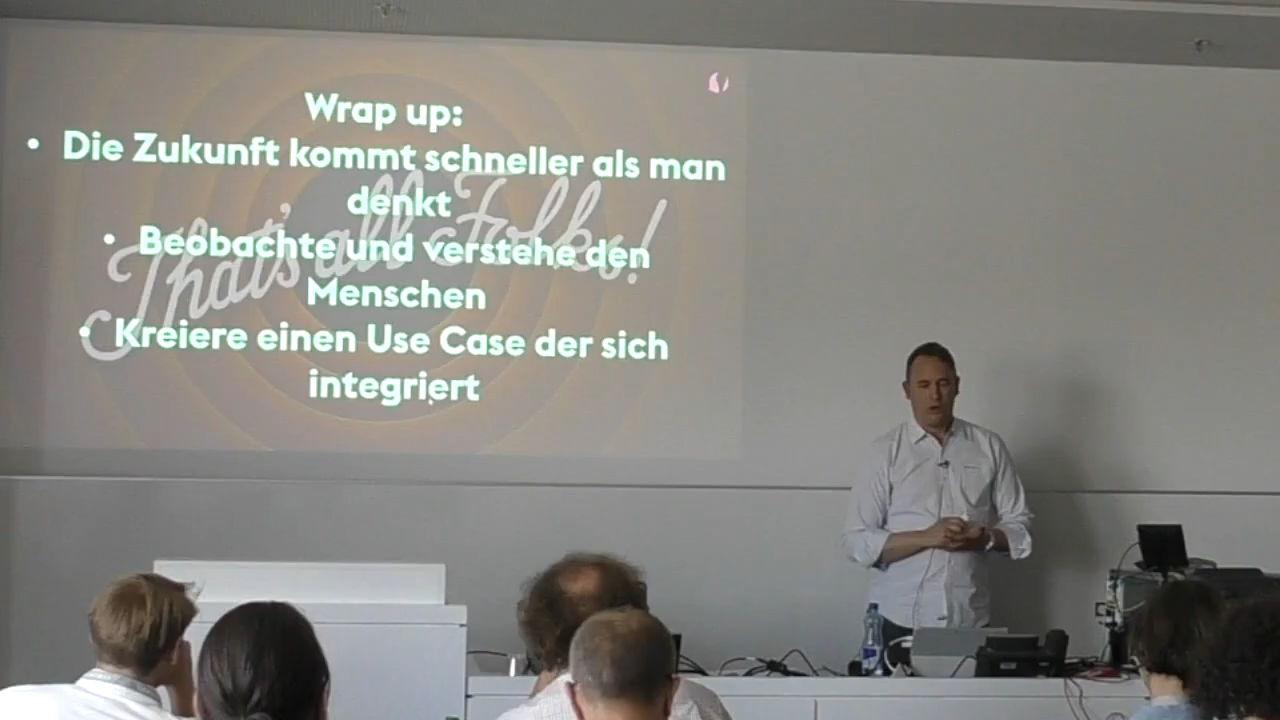 Wrap up:
• Die Zukunft kommt schneller als man
denkt
• Beobachte und verstehe den
Menschen
• Kreiere einen Use Case der sich
integriert
That's all Folks!